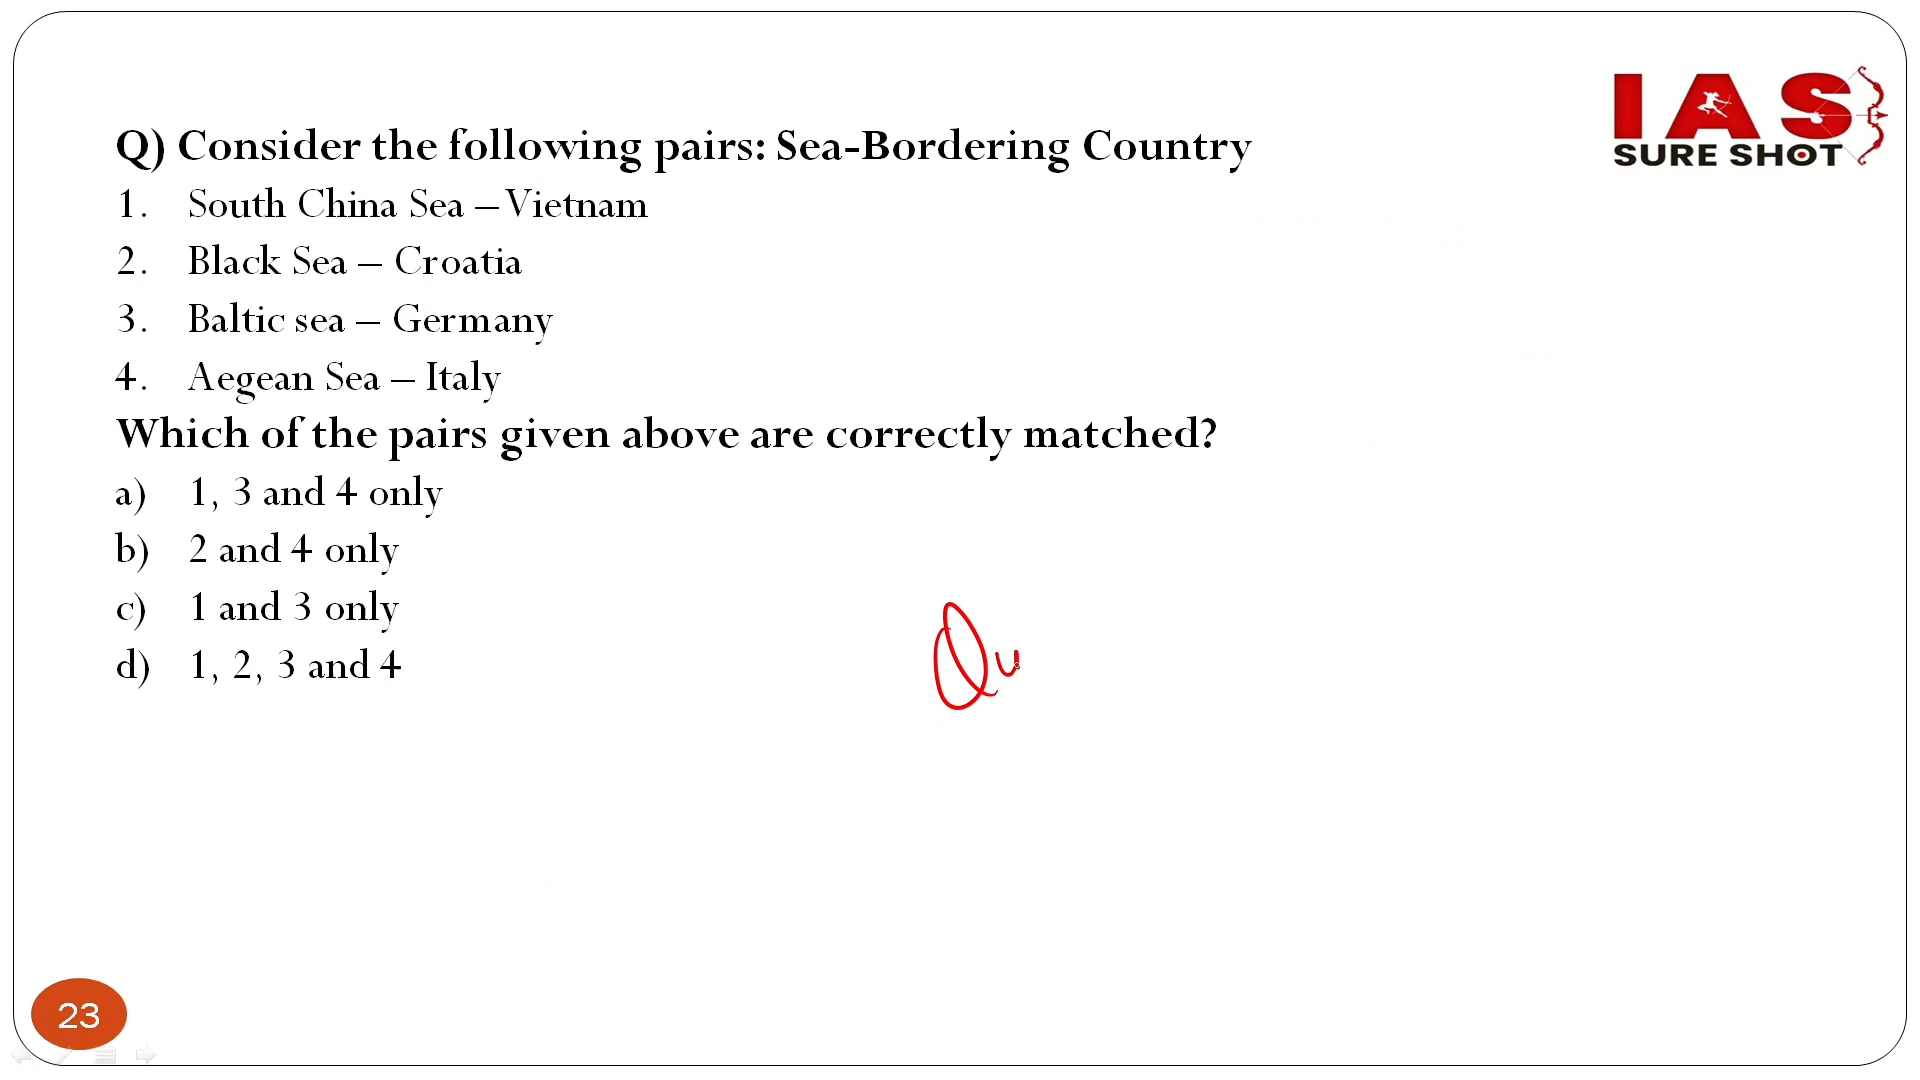 IAS
SURE SHOT
Q) Consider the following pairs: Sea-Bordering Country
1. South China Sea – Vietnam
2. Black Sea – Croatia
3. Baltic sea – Germany
4. Aegean Sea – Italy
Which of the pairs given above are correctly matched?
a) 1, 3 and 4 only
b) 2 and 4 only
c) 1 and 3 only
d) 1, 2, 3 and 4
Qu
23